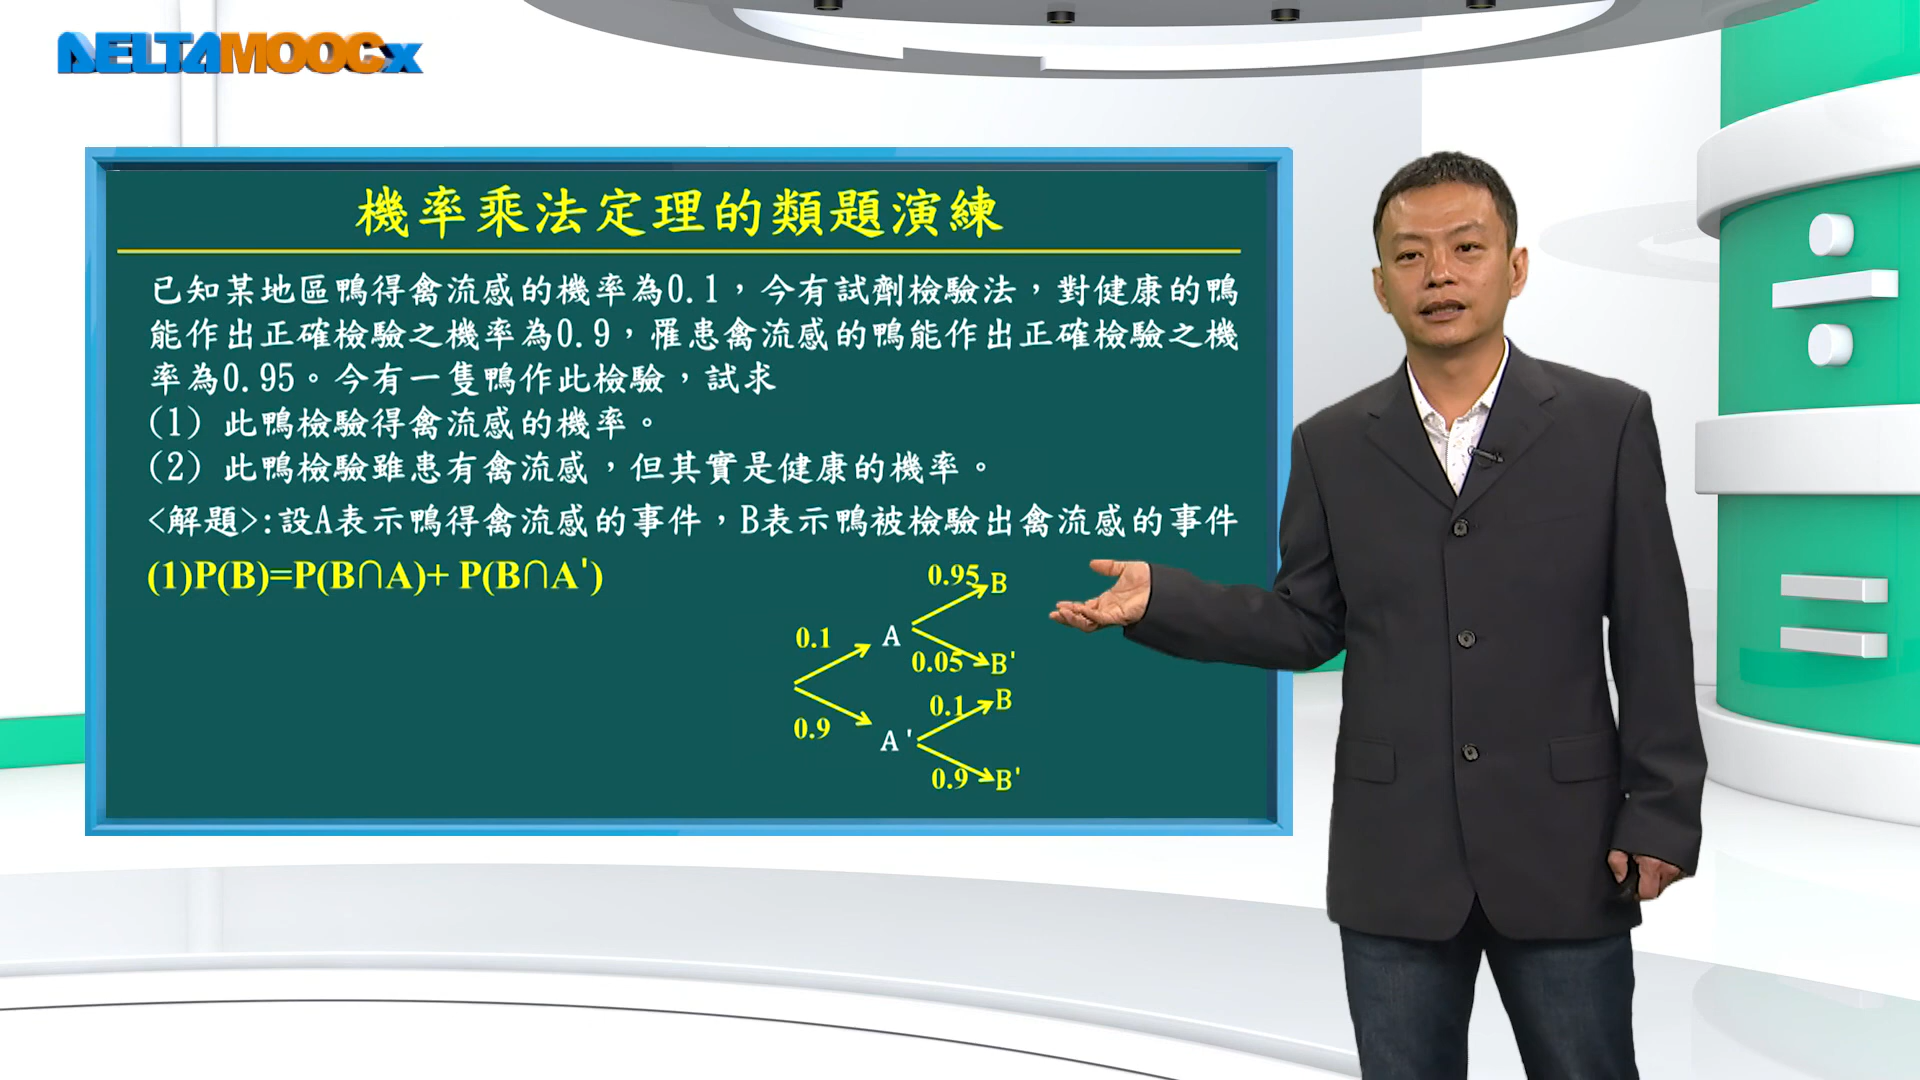 DELTAMOOCx
機率乘法定理的類題演練
已知某地區鴨得禽流感的機率為0.1，今有試劑檢驗法，對健康的鴨
能作出正確檢驗之機率為0.9，罹患禽流感的鴨能作出正確檢驗之機
率為0.95。今有一隻鴨作此檢驗，試求
(1) 此鴨檢驗得禽流感的機率。
(2) 此鴨檢驗雖患有禽流感，但其實是健康的機率。
<解題>:設A表示鴨得禽流感的事件，B表示鴨被檢驗出禽流感的事件
(1)P(B)=P(B∩A)+ P(B∩A')
0.95 B
0.1 A
0.05 B'
0.1 B
0.9 A'
0.9 B'